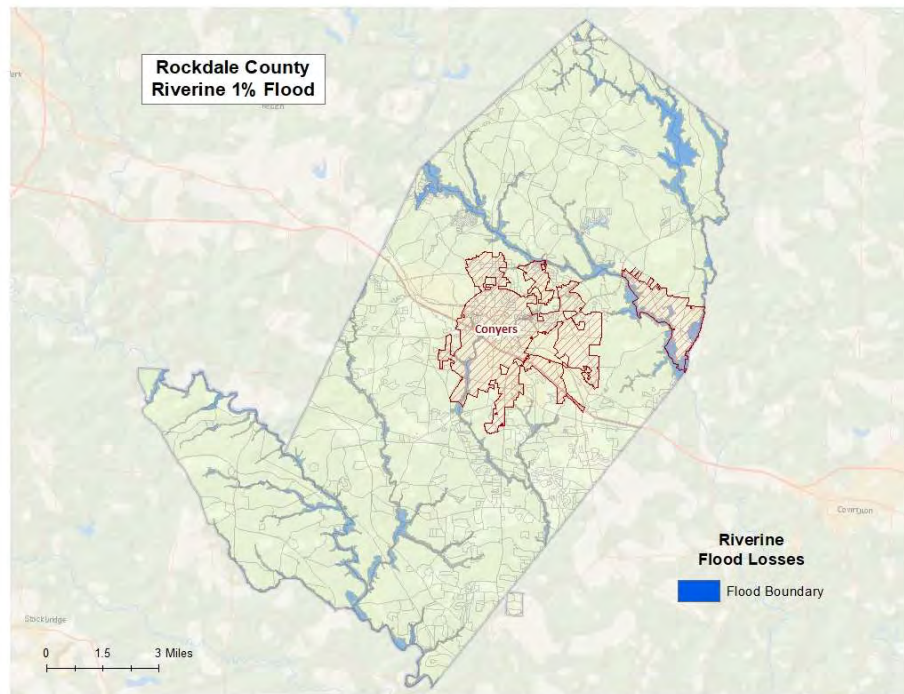 Rockdale County
Riverine 1% Flood
Conyers
Covington
Riverine
Flood Losses
Flood Boundary
Stockbridge
0 1.5 3 Miles